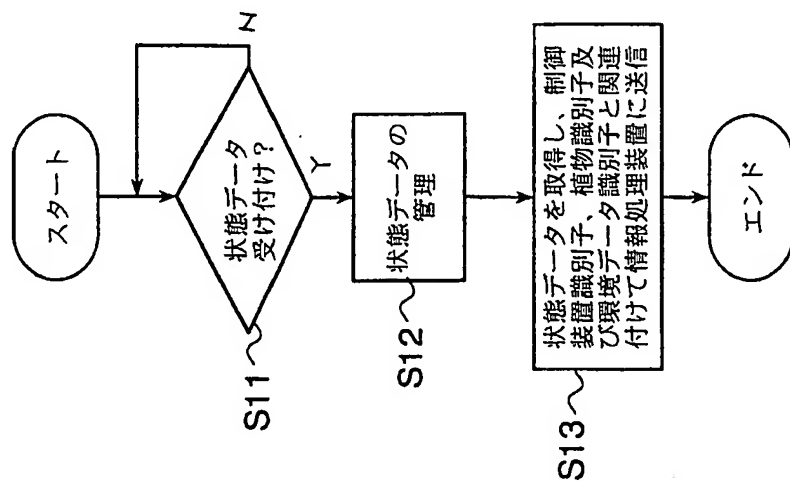 スタート
状態データ
受け付け?
N
Y
S11
状態データの
管理
S12
状態データを取得し、制御
装置識別子、植物識別子及
び環境データ識別子と関連
付けて情報処理装置に送信
S13
エンド